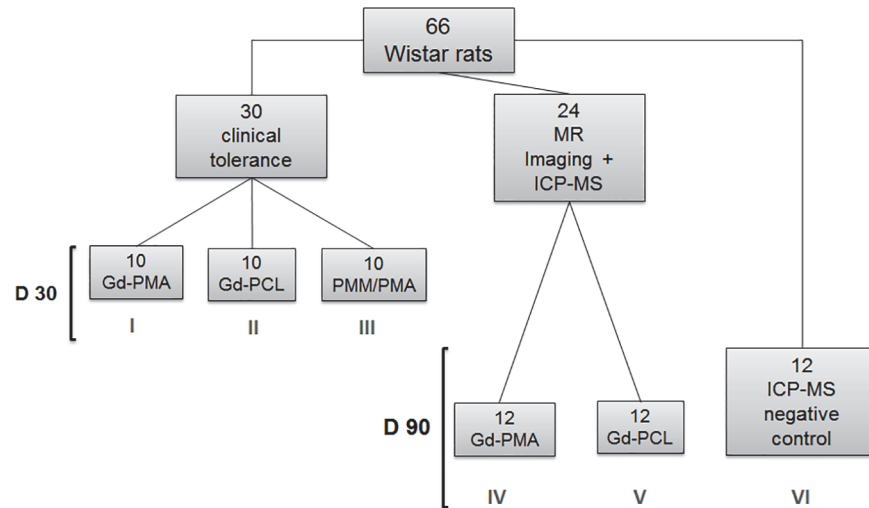 66
Wistar rats
30
clinical
tolerance
24
MR
Imaging +
ICP-MS
D 30
10
Gd-PMA
10
Gd-PCL
10
PMM/PMA
I
II
III
D 90
12
Gd-PMA
12
Gd-PCL
12
ICP-MS
negative
control
IV
V
VI